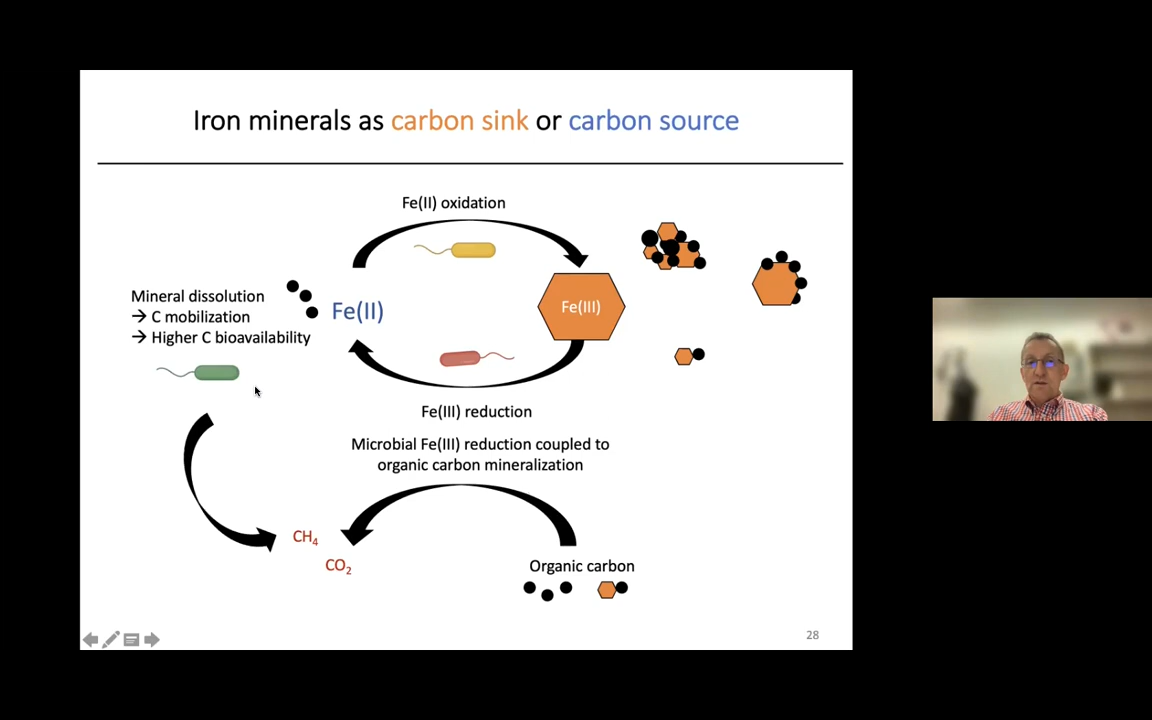 Iron minerals as carbon sink or carbon source
Fe(II) oxidation
Mineral dissolution
→ C mobilization
→ Higher C bioavailability
Fe(II)
Fe(III)
Fe(III) reduction
Microbial Fe(III) reduction coupled to
organic carbon mineralization
CH₄
CO₂
Organic carbon
28